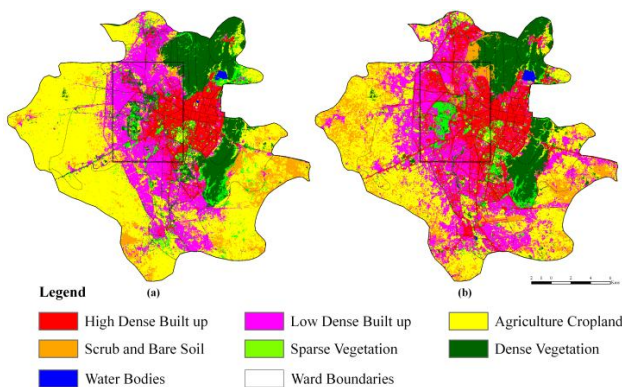 Legend
(a)
(b)
High Dense Built up
Low Dense Built up
Agriculture Cropland
Scrub and Bare Soil
Sparse Vegetation
Dense Vegetation
Water Bodies
Ward Boundaries